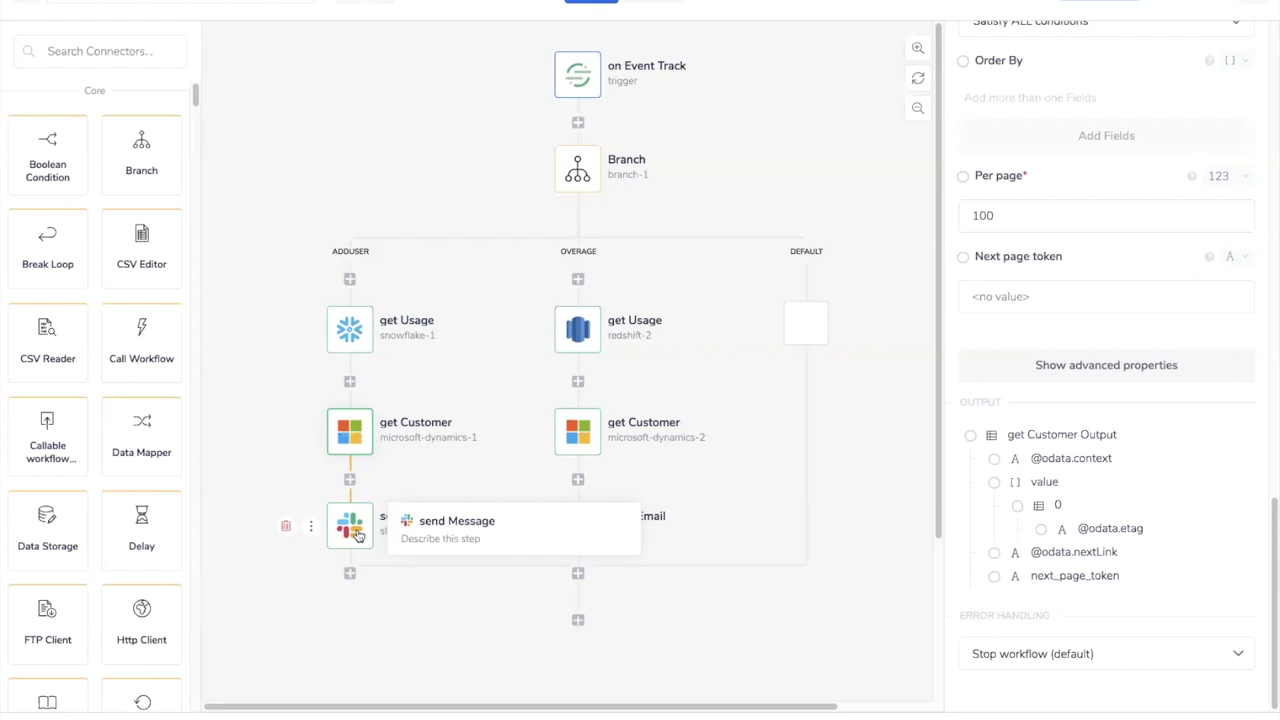 Search Connectors...
Core
Boolean
Condition
Branch
Break Loop
CSV Editor
CSV Reader
Call Workflow
Callable
workflow...
Data Mapper
Data Storage
Delay
FTP Client
Http Client
on Event Track
trigger
Branch
branch-1
ADDUSER
OVERAGE
DEFAULT
get Usage
snowflake-1
get Usage
redshift-2
get Customer
microsoft-dynamics-1
get Customer
microsoft-dynamics-2
send Message
Describe this step
Email
Satisfy ALL conditions
Order By
[ ]
Add more than one Fields
Add Fields
Per page*
123
100
Next page token
A
<no value>
Show advanced properties
OUTPUT
get Customer Output
A @odata.context
[ ] value
0
A @odata.etag
A @odata.nextLink
A next_page_token
ERROR HANDLING
Stop workflow (default)